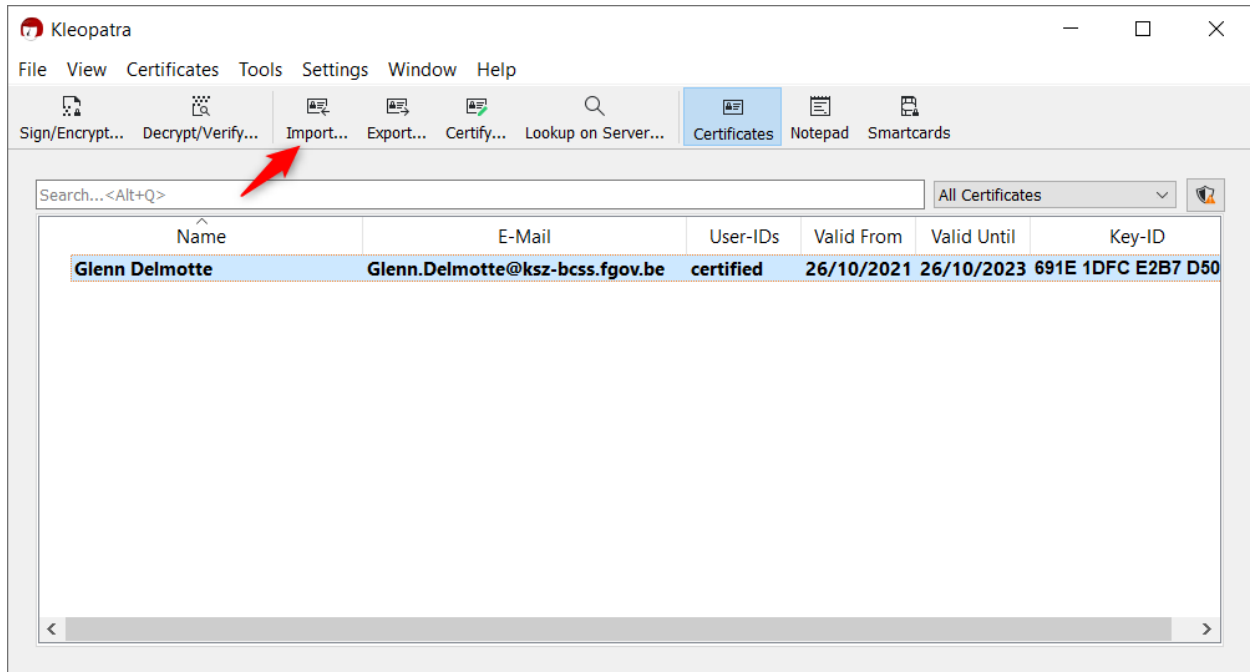 Kleopatra
File View Certificates Tools Settings Window Help
Sign/Encrypt... Decrypt/Verify... Import... Export... Certify... Lookup on Server... Certificates Notepad Smartcards
Search...<Alt+Q> All Certificates
Name E-Mail User-IDs Valid From Valid Until Key-ID
Glenn Delmotte Glenn.Delmotte@ksz-bcss.fgov.be certified 26/10/2021 26/10/2023 691E 1DFC E2B7 D50